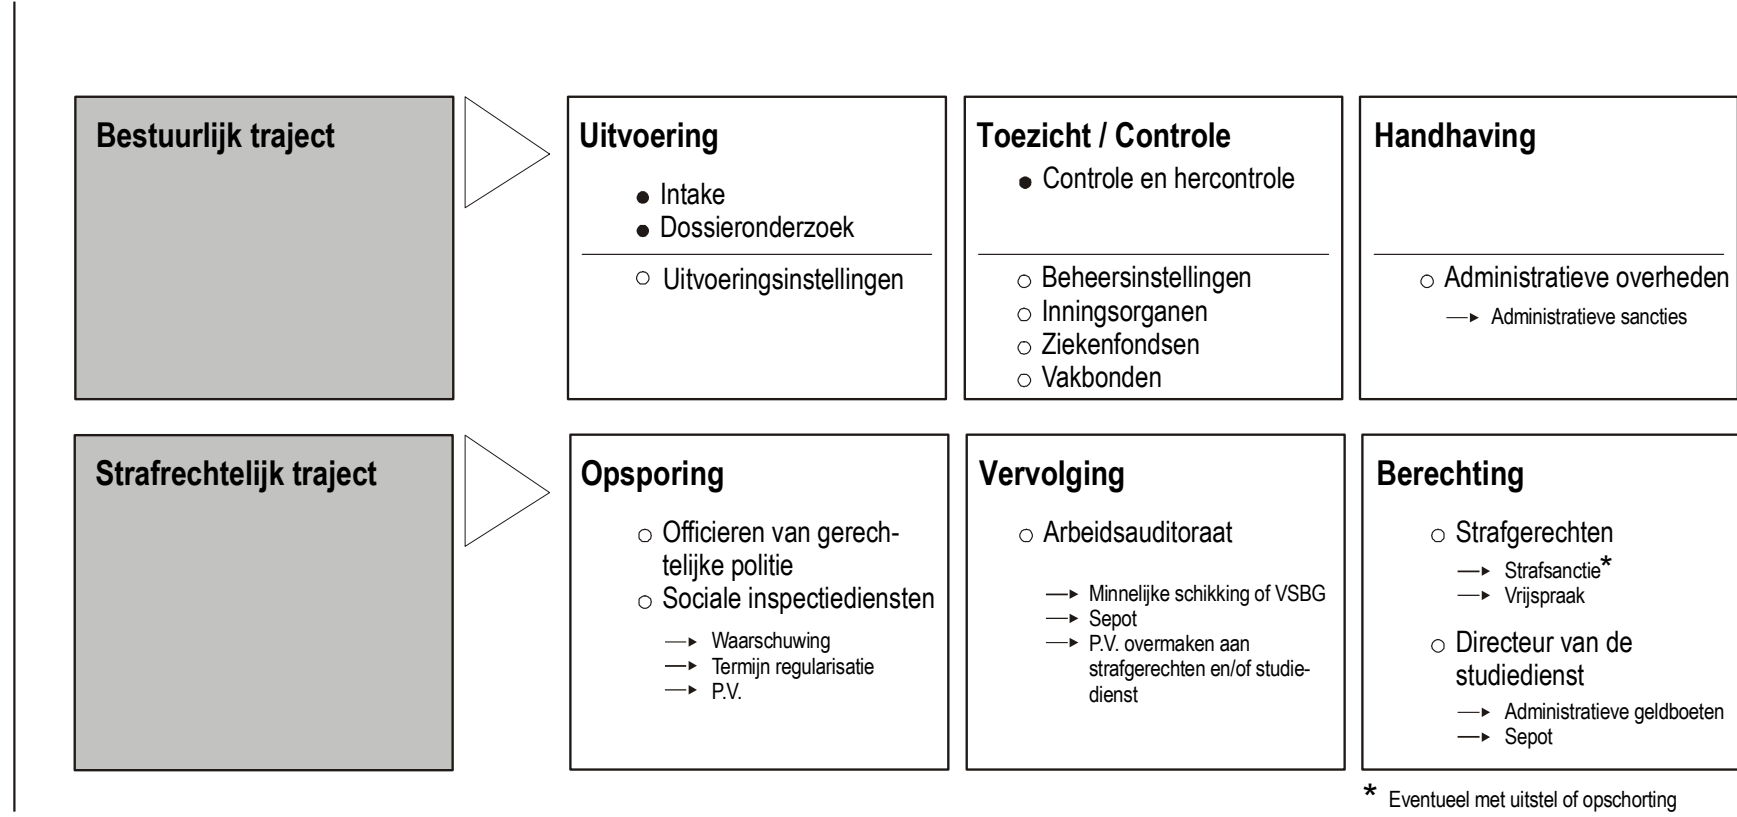 Bestuurlijk traject
Uitvoering
Intake
Dossieronderzoek
Uitvoeringsinstellingen
Toezicht / Controle
Controle en hercontrole
Beheersinstellingen
Inningsorganen
Ziekenfondsen
Vakbonden
Handhaving
Administratieve overheden
Administratieve sancties
Strafrechtelijk traject
Opsporing
Officieren van gerech-
telijke politie
Sociale inspectiediensten
Waarschuwing
Termijn regularisatie
P.V.
Vervolging
Arbeidsauditoraat
Minnelijke schikking of VSBG
Sepot
P.V. overmaken aan
strafgerechten en/of studie-
dienst
Berechting
Strafgerechten
Strafsanctie*
Vrijspraak
Directeur van de
studiedienst
Administratieve geldboeten
Sepot
* Eventueel met uitstel of opschorting